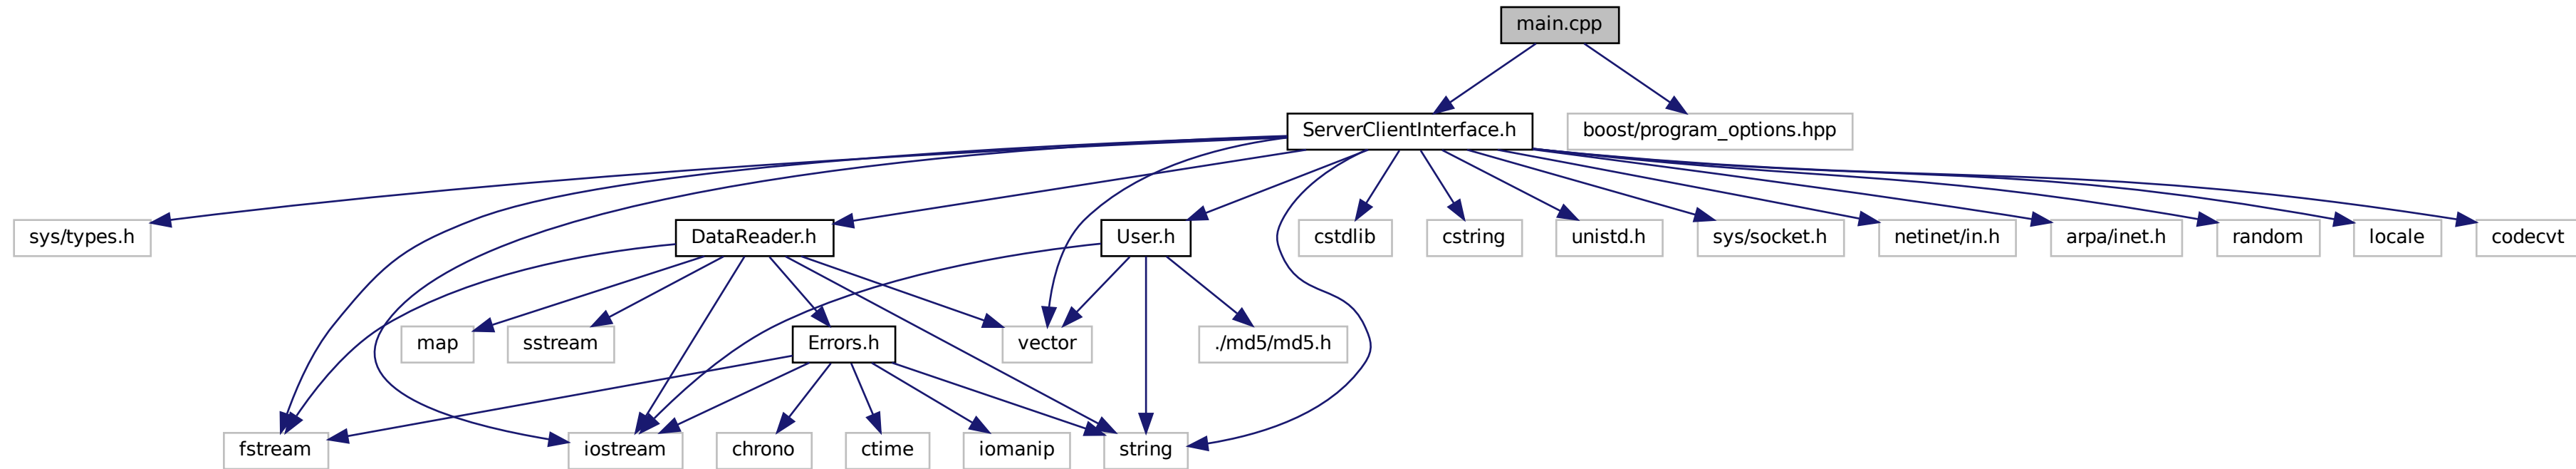 main.cpp
ServerClientInterface.h
boost/program_options.hpp
sys/types.h
DataReader.h
User.h
cstdlib
cstring
unistd.h
sys/socket.h
netinet/in.h
arpa/inet.h
random
locale
codecvt
map
sstream
Errors.h
vector
./md5/md5.h
fstream
iostream
chrono
ctime
iomanip
string